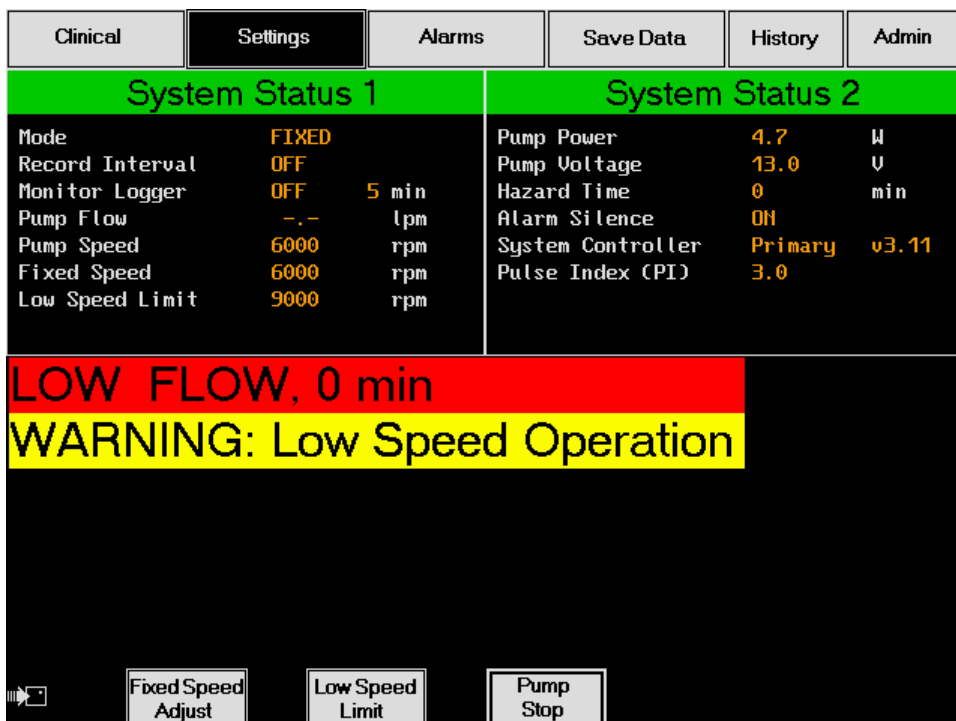 Clinical Settings Alarms Save Data History Admin
System Status 1
Mode FIXED
Record Interval OFF
Monitor Logger OFF 5 min
Pump Flow -.- lpm
Pump Speed 6000 rpm
Fixed Speed 6000 rpm
Low Speed Limit 9000 rpm
System Status 2
Pump Power 4.7 W
Pump Voltage 13.0 V
Hazard Time 0 min
Alarm Silence ON
System Controller Primary v3.11
Pulse Index (PI) 3.0
LOW FLOW, 0 min
WARNING: Low Speed Operation
Fixed Speed
Adjust
Low Speed
Limit
Pump
Stop